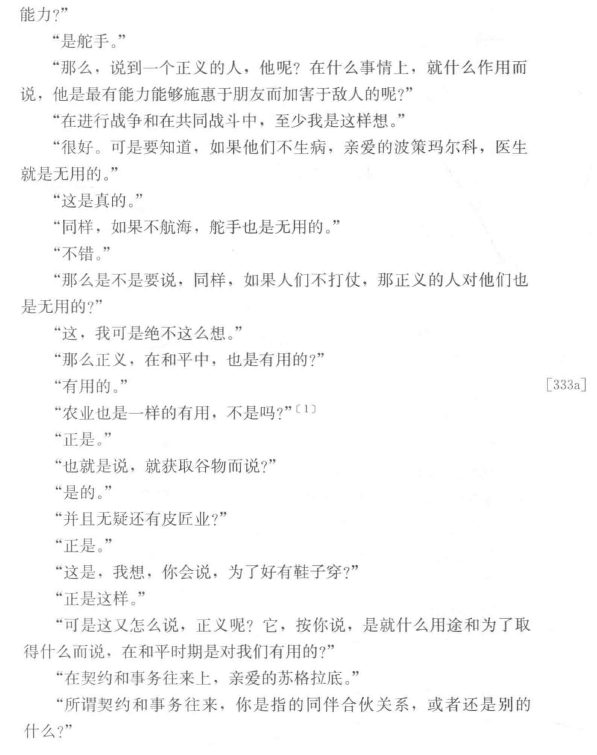 能力？”
“是舵手。”
“那么，说到一个正义的人，他呢？在什么事情上，就什么作用而
说，他是最有能力能够施惠于朋友而加害于敌人的呢？”
“在进行战争和在共同战斗中，至少我是这样想。”
“很好。可是要知道，如果他们不生病，亲爱的波策玛尔科，医生
就是无用的。”
“这是真的。”
“同样，如果不航海，舵手也是无用的。”
“不错。”
“那么是不是要说，同样，如果人们不打仗，那正义的人对他们也
是无用的？”
“这，我可是绝不这么想。”
“那么正义，在和平中，也是有用的？”
“有用的。” [333a]
“农业也是一样的有用，不是吗？”〔1〕
“正是。”
“也就是说，就获取谷物而说？”
“是的。”
“并且无疑还有皮匠业？”
“正是。”
“这是，我想，你会说，为了好有鞋子穿？”
“正是这样。”
“可是这又怎么说，正义呢？它，按你说，是就什么用途和为了取
得什么而说，在和平时期是对我们有用的？”
“在契约和事务往来上，亲爱的苏格拉底。”
“所谓契约和事务往来，你是指的同伴合伙关系，或者还是别的
什么？”